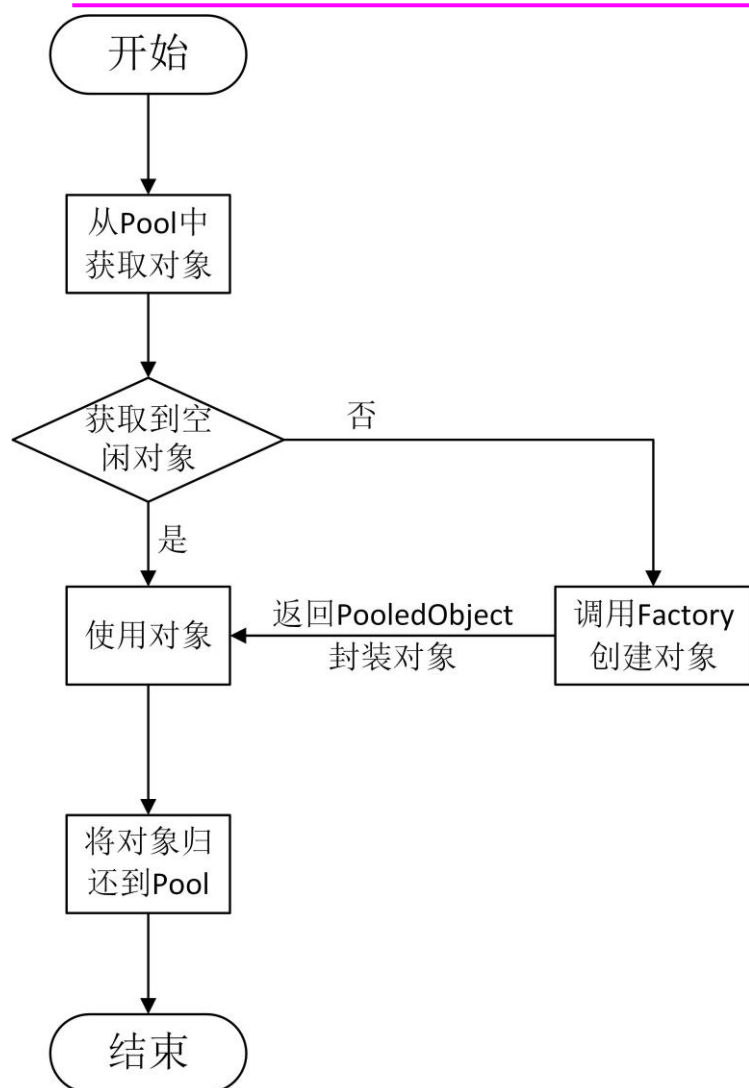 开始
从Pool中
获取对象
获取到空
闲对象
否
是
使用对象
返回PooledObject
封装对象
调用Factory
创建对象
将对象归
还到Pool
结束